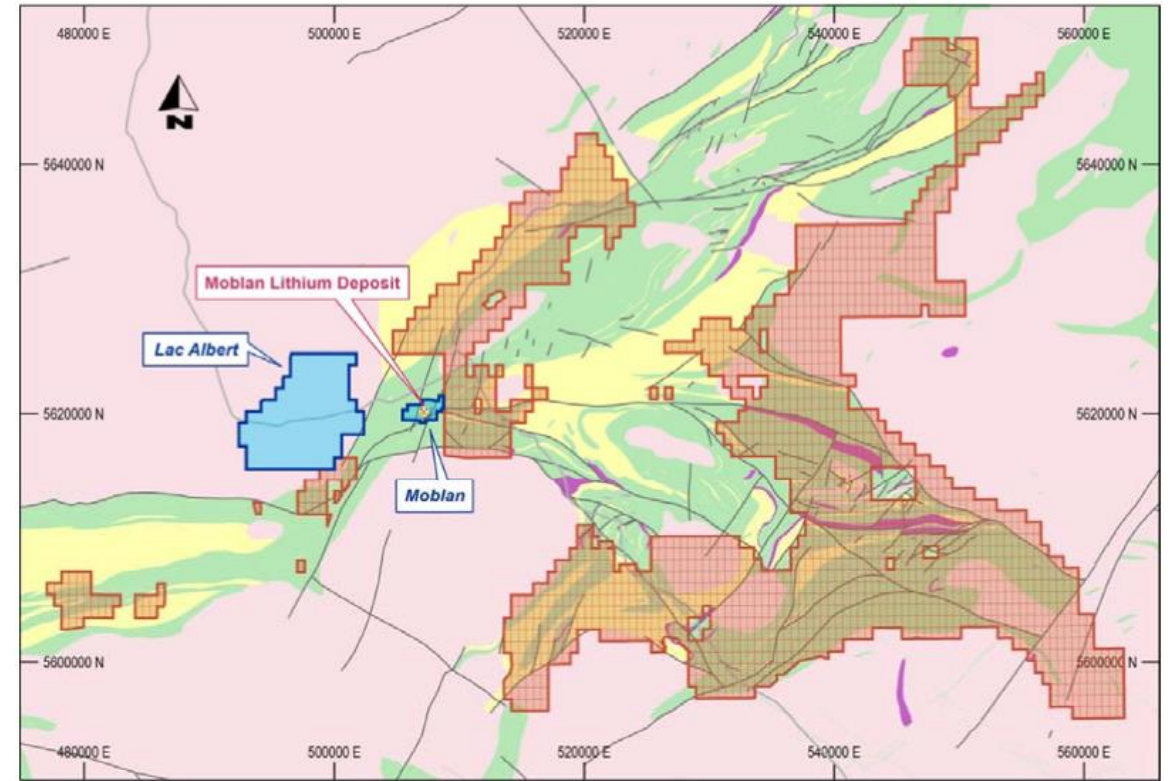 480000 E
500000 E
520000 E
540000 E
560000 E
N
5640000 N
5640000 N
Moblan Lithium Deposit
Lac Albert
5620000 N
5620000 N
Moblan
5600000 N
5600000 N
480000 E
500000 E
520000 E
540000 E
560000 E